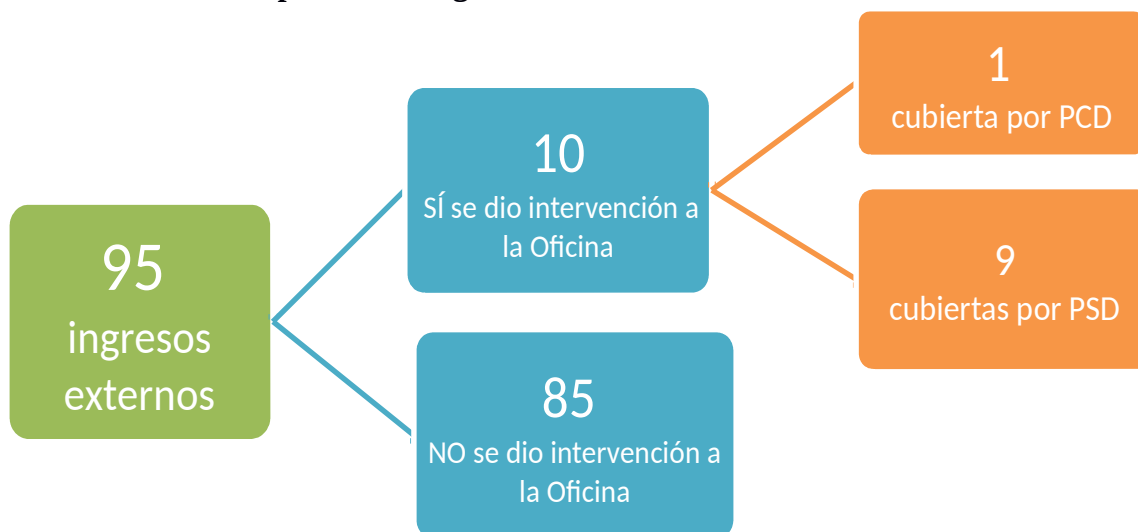 95
ingresos
externos
10
SÍ se dio intervención a
la Oficina
85
NO se dio intervención a
la Oficina
1
cubierta por PCD
9
cubiertas por PSD